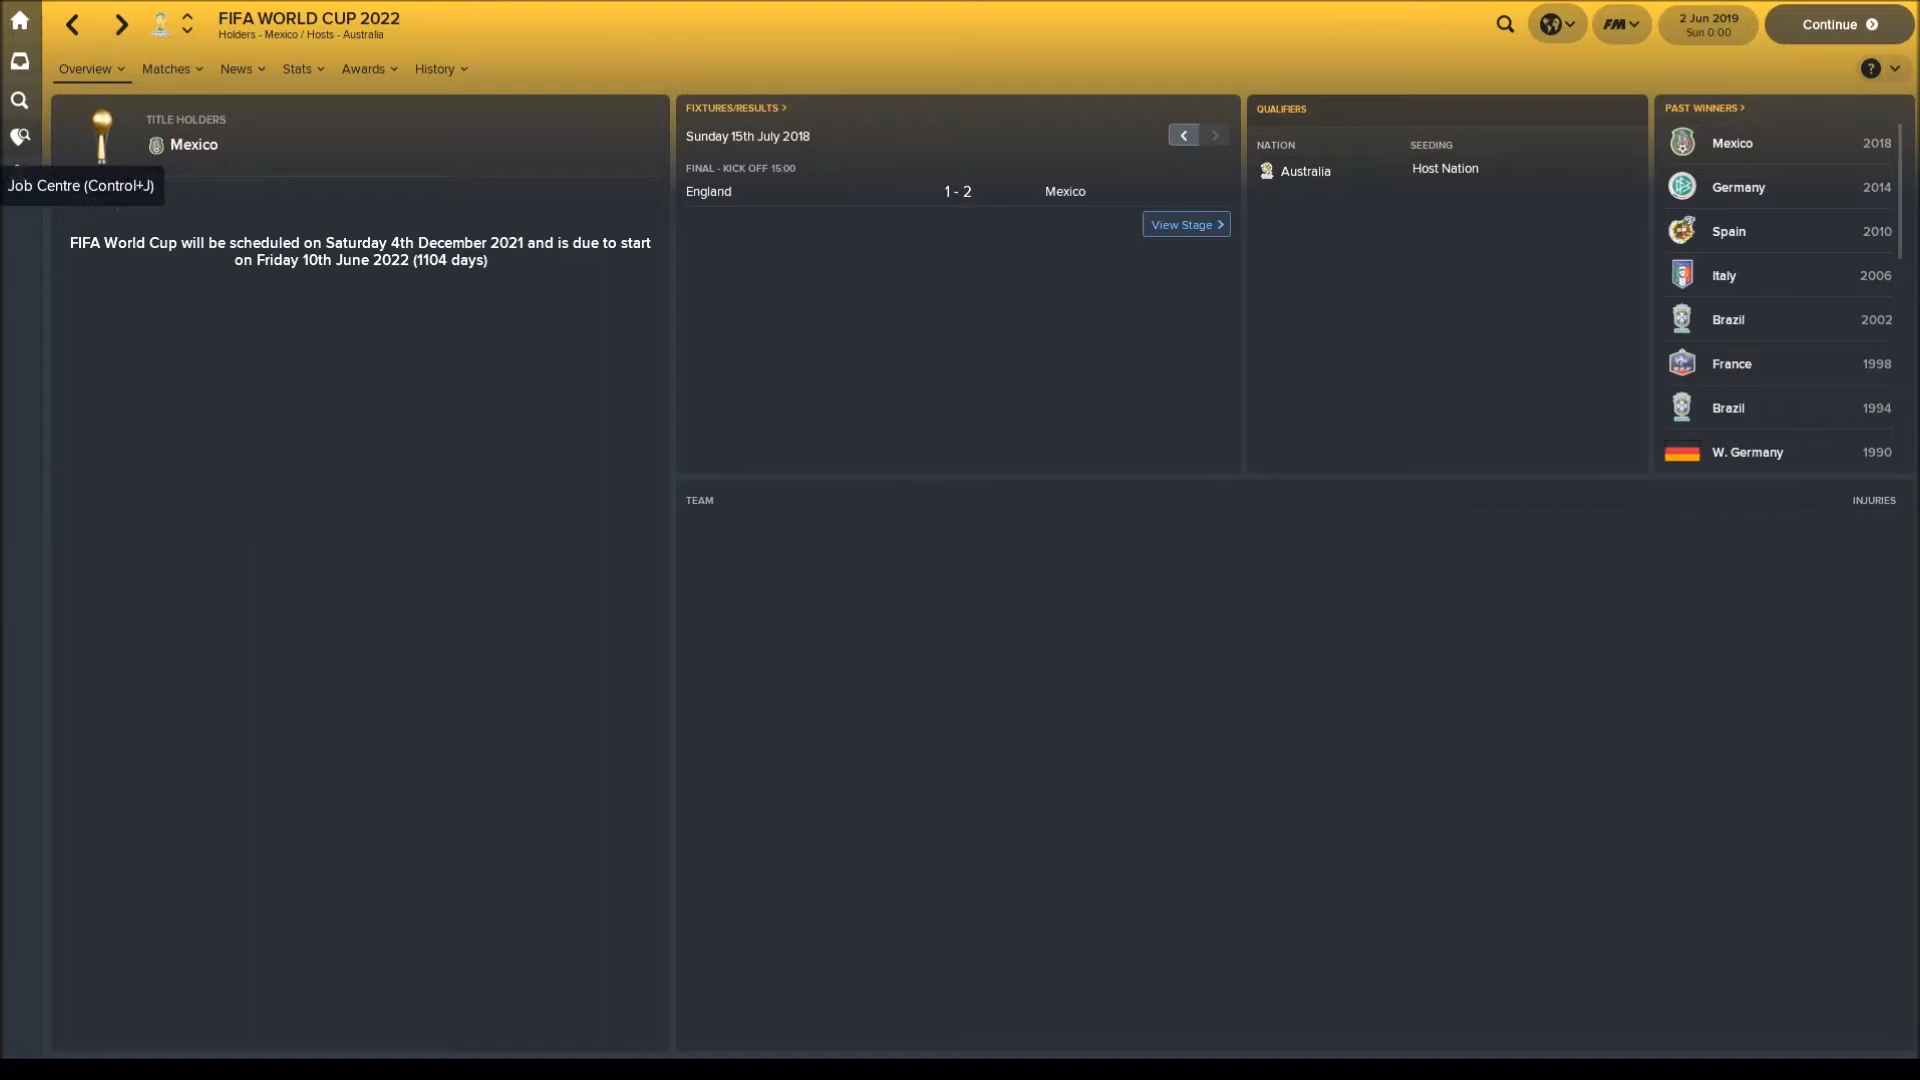 FIFA WORLD CUP 2022
Holders - Mexico / Hosts - Australia
FM
2 Jun 2019
Sun 0:00
Continue
Overview
Matches
News
Stats
Awards
History
?
TITLE HOLDERS
Mexico
Job Centre (Control+J)
FIFA World Cup will be scheduled on Saturday 4th December 2021 and is due to start
on Friday 10th June 2022 (1104 days)
FIXTURES/RESULTS >
Sunday 15th July 2018
FINAL - KICK OFF 15:00
England 1 - 2 Mexico
View Stage >
QUALIFIERS
NATION SEEDING
Australia Host Nation
PAST WINNERS >
Mexico 2018
Germany 2014
Spain 2010
Italy 2006
Brazil 2002
France 1998
Brazil 1994
W. Germany 1990
TEAM INJURIES